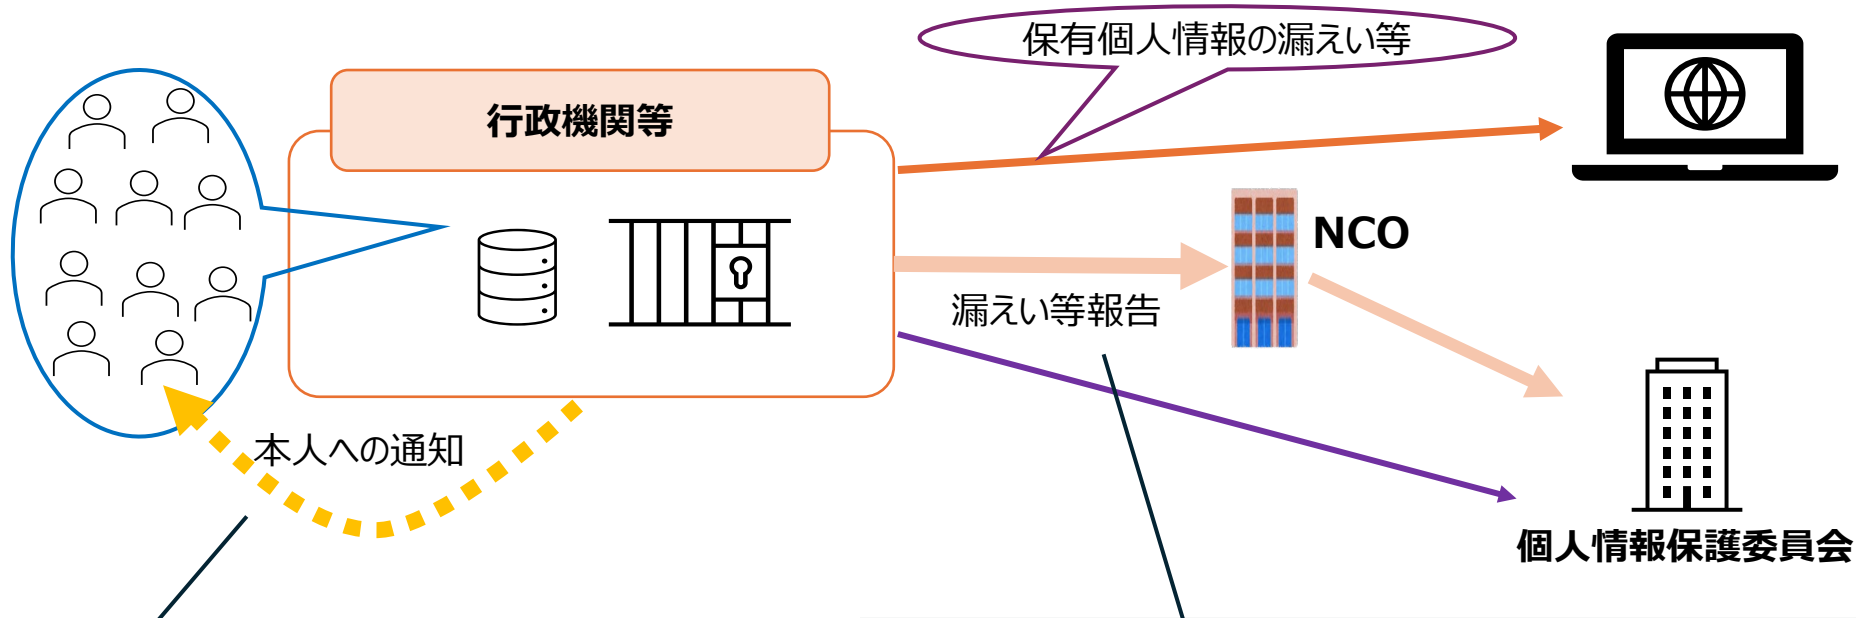 保有個人情報の漏えい等
行政機関等
NCO
漏えい等報告
本人への通知
個人情報保護委員会